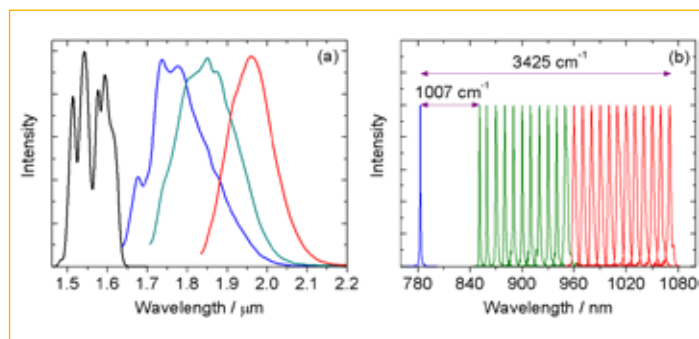 (a)
Intensity
1.5 1.6 1.7 1.8 1.9 2.0 2.1 2.2
Wavelength / μm
(b)
3425 cm⁻¹
1007 cm⁻¹
Intensity
780 840 900 960 1020 1080
Wavelength / nm